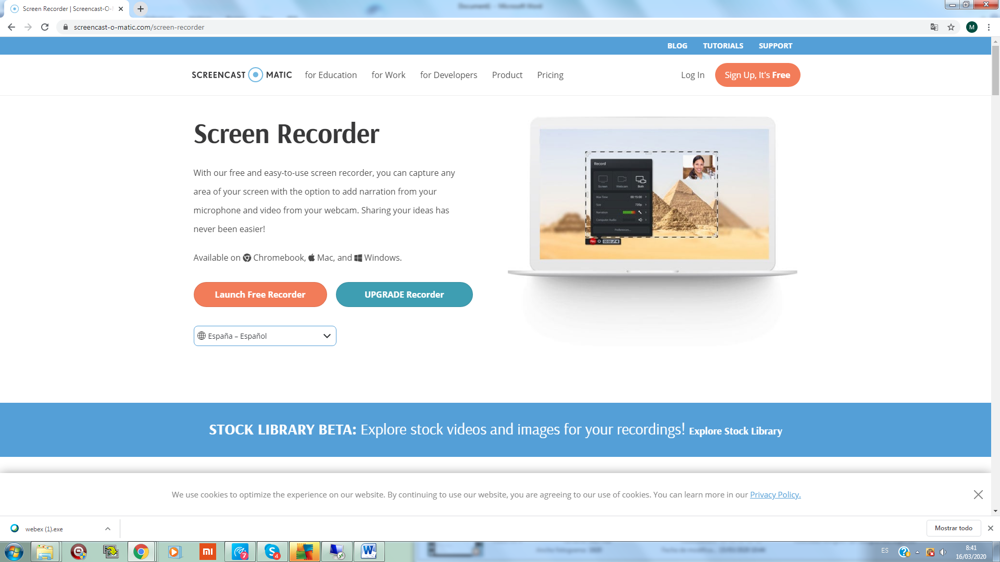 Screen Recorder | Screencast-O-
screencast-o-matic.com/screen-recorder
M
BLOG TUTORIALS SUPPORT
SCREENCAST MATIC for Education for Work for Developers Product Pricing Log In Sign Up, It's Free
Screen Recorder
With our free and easy-to-use screen recorder, you can capture any
area of your screen with the option to add narration from your
microphone and video from your webcam. Sharing your ideas has
never been easier!
Available on Chromebook, Mac, and Windows.
Launch Free Recorder UPGRADE Recorder
España – Español
Record
Screen Webcam Both
Max Time 00:15:00
Size 720p
Narration
Computer Audio
Preferences...
Rec 00:00
STOCK LIBRARY BETA: Explore stock videos and images for your recordings! Explore Stock Library
We use cookies to optimize the experience on our website. By continuing to use our website, you are agreeing to our use of cookies. You can learn more in our Privacy Policy.
webex (1).exe
Mostrar todo
mi
7
4
ES
8:41
16/03/2020